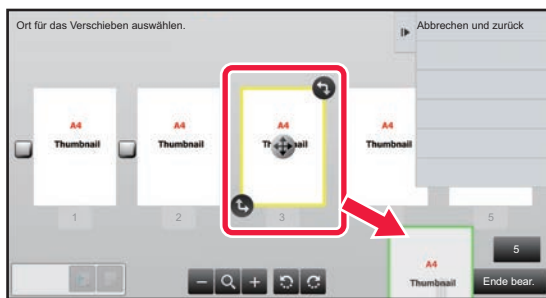 Ort für das Verschieben auswählen.
Abbrechen und zurück
A4
Thumbnail
A4
Thumbnail
A4
Thumbnail
A4
Thumbnail
1
2
3
5
5
A4
Thumbnail
Ende bear.